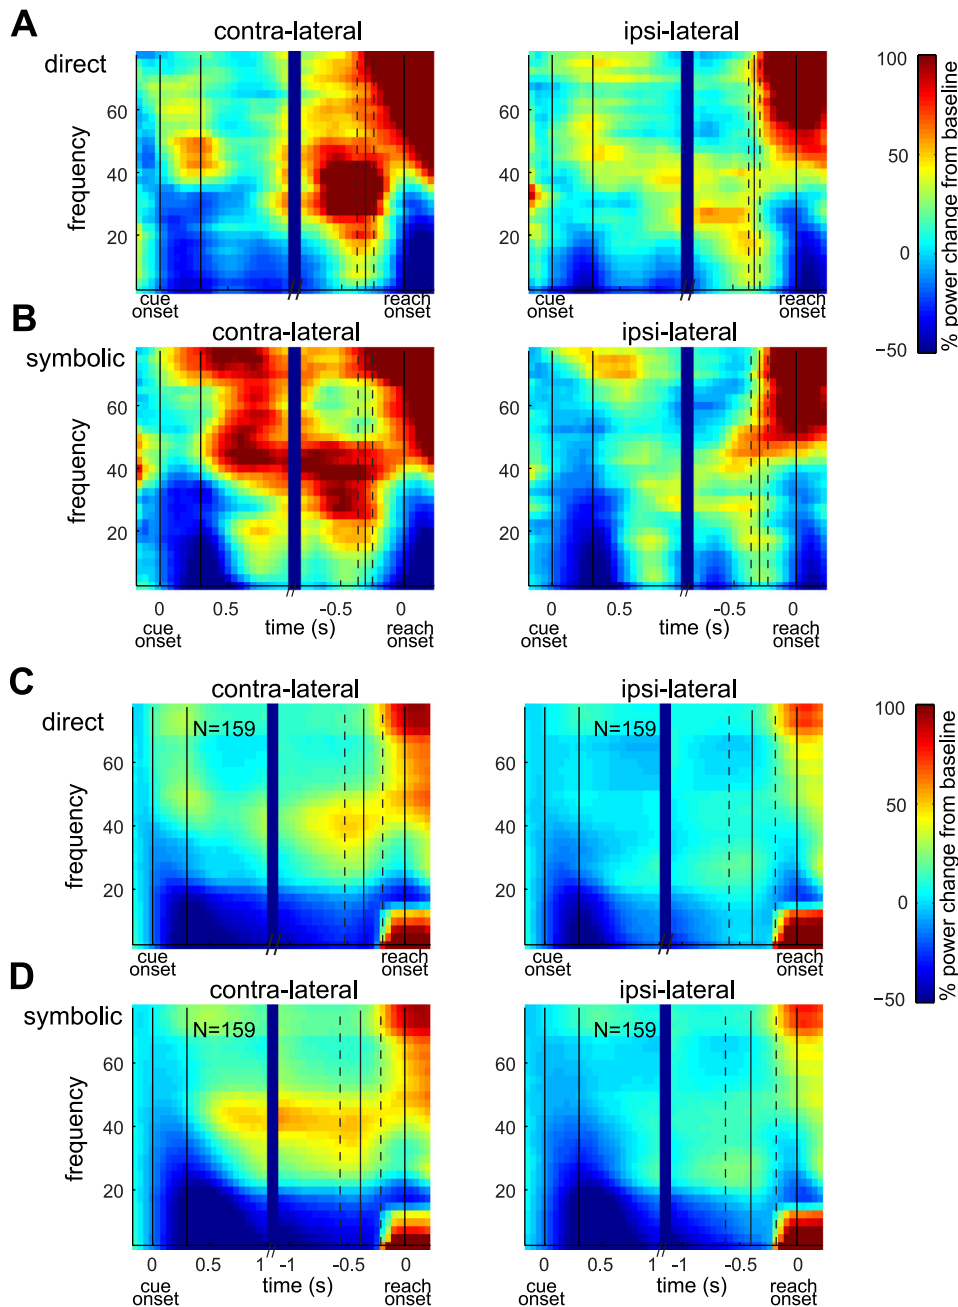 A
contra-lateral
ipsi-lateral
direct
frequency
60
40
20
cue
onset
reach
onset
cue
onset
reach
onset
100
50
0
−50
% power change from baseline
B
contra-lateral
ipsi-lateral
symbolic
frequency
60
40
20
60
40
20
0
0.5
-0.5
0
cue
onset
time (s)
reach
onset
0
0.5
-0.5
0
cue
onset
time (s)
reach
onset
C
contra-lateral
ipsi-lateral
direct
N=159
N=159
frequency
60
40
20
60
40
20
cue
onset
reach
onset
cue
onset
reach
onset
100
50
0
−50
% power change from baseline
D
contra-lateral
ipsi-lateral
symbolic
N=159
N=159
frequency
60
40
20
60
40
20
0
0.5
1
-1
-0.5
0
cue
onset
time (s)
reach
onset
0
0.5
1
-1
-0.5
0
cue
onset
time (s)
reach
onset